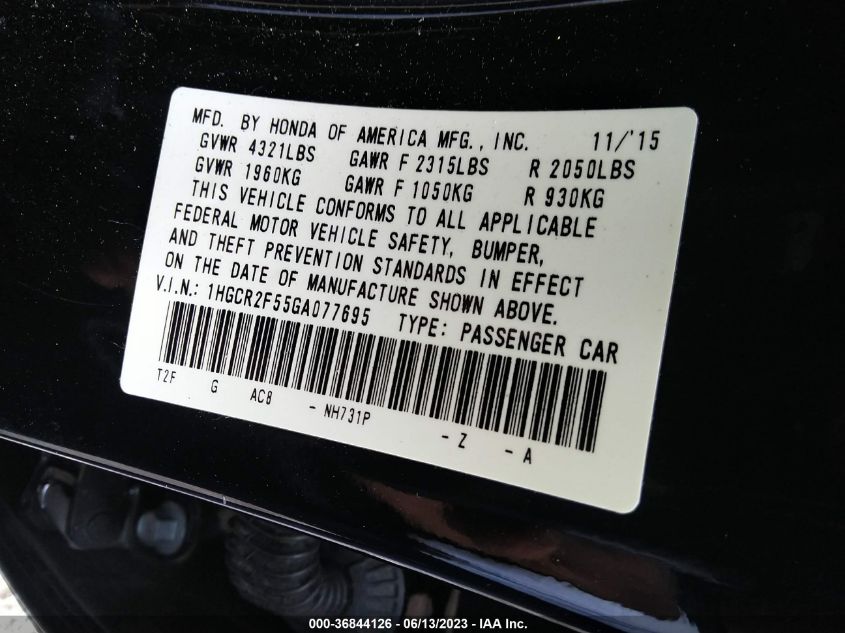 MFD. BY HONDA OF AMERICA MFG., INC. 11/'15
GVWR 4321LBS GAWR F 2315LBS R 2050LBS
GVWR 1960KG GAWR F 1050KG R 930KG
THIS VEHICLE CONFORMS TO ALL APPLICABLE
FEDERAL MOTOR VEHICLE SAFETY, BUMPER,
AND THEFT PREVENTION STANDARDS IN EFFECT
ON THE DATE OF MANUFACTURE SHOWN ABOVE.
V.I.N.: 1HGCR2F55GA077695 TYPE: PASSENGER CAR
T2F G AC8 - NH731P - Z - A
000-36844126 - 06/13/2023 - IAA Inc.